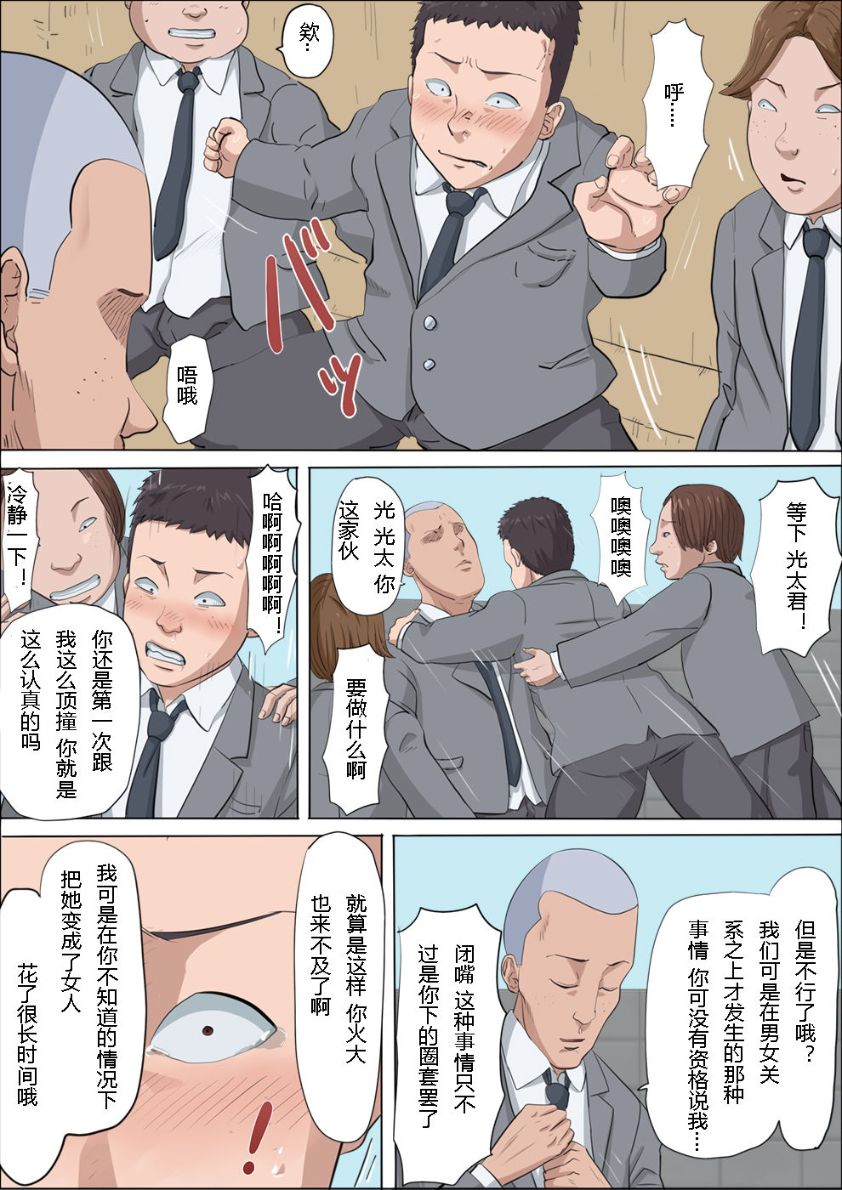 呼……
欸…
バッ
唔哦
等下 光太君！
噢噢噢噢
光 光太 你
这家伙
要做什么啊
哈啊啊啊啊啊！
冷静一下！
你还是第一次跟
我这么顶撞 你就是
这么认真的吗
但是不行了哦？
我们可是在男女关
系之上才发生的那种
事情 你可没有资格说我……
闭嘴 这种事情只不
过是你下的圈套罢了
就算是这样 你火大
也来不及了啊
我可是在你不知道的情况下
把她变成了女人
花了很长时间哦
！